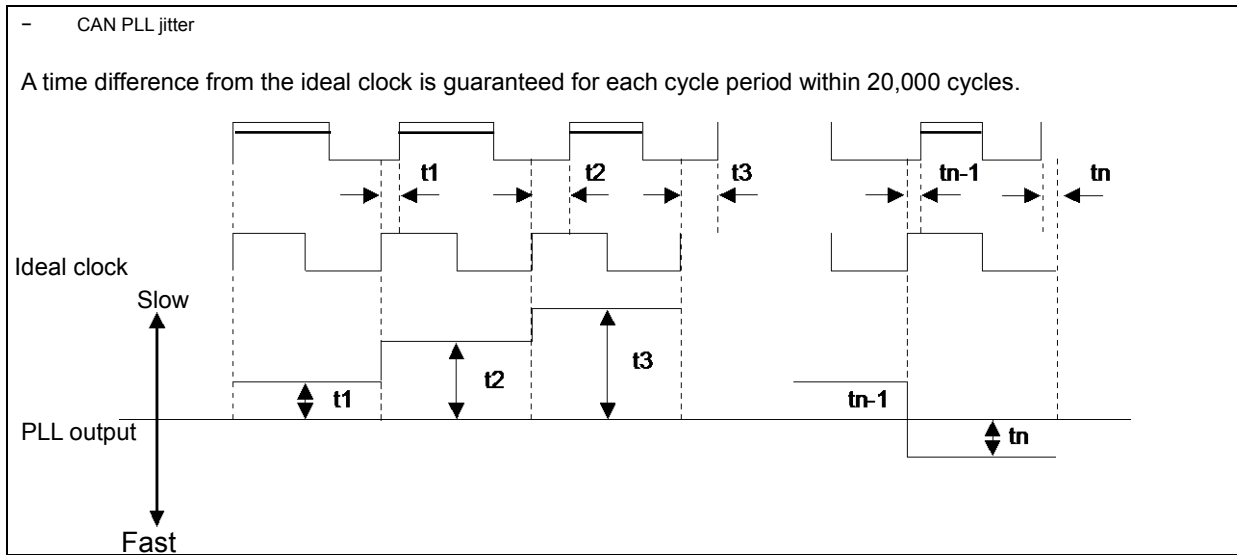 − CAN PLL jitter
A time difference from the ideal clock is guaranteed for each cycle period within 20,000 cycles.
t1 t2 t3 tn-1 tn
Ideal clock
Slow
t1 t2 t3 tn-1 tn
PLL output
Fast